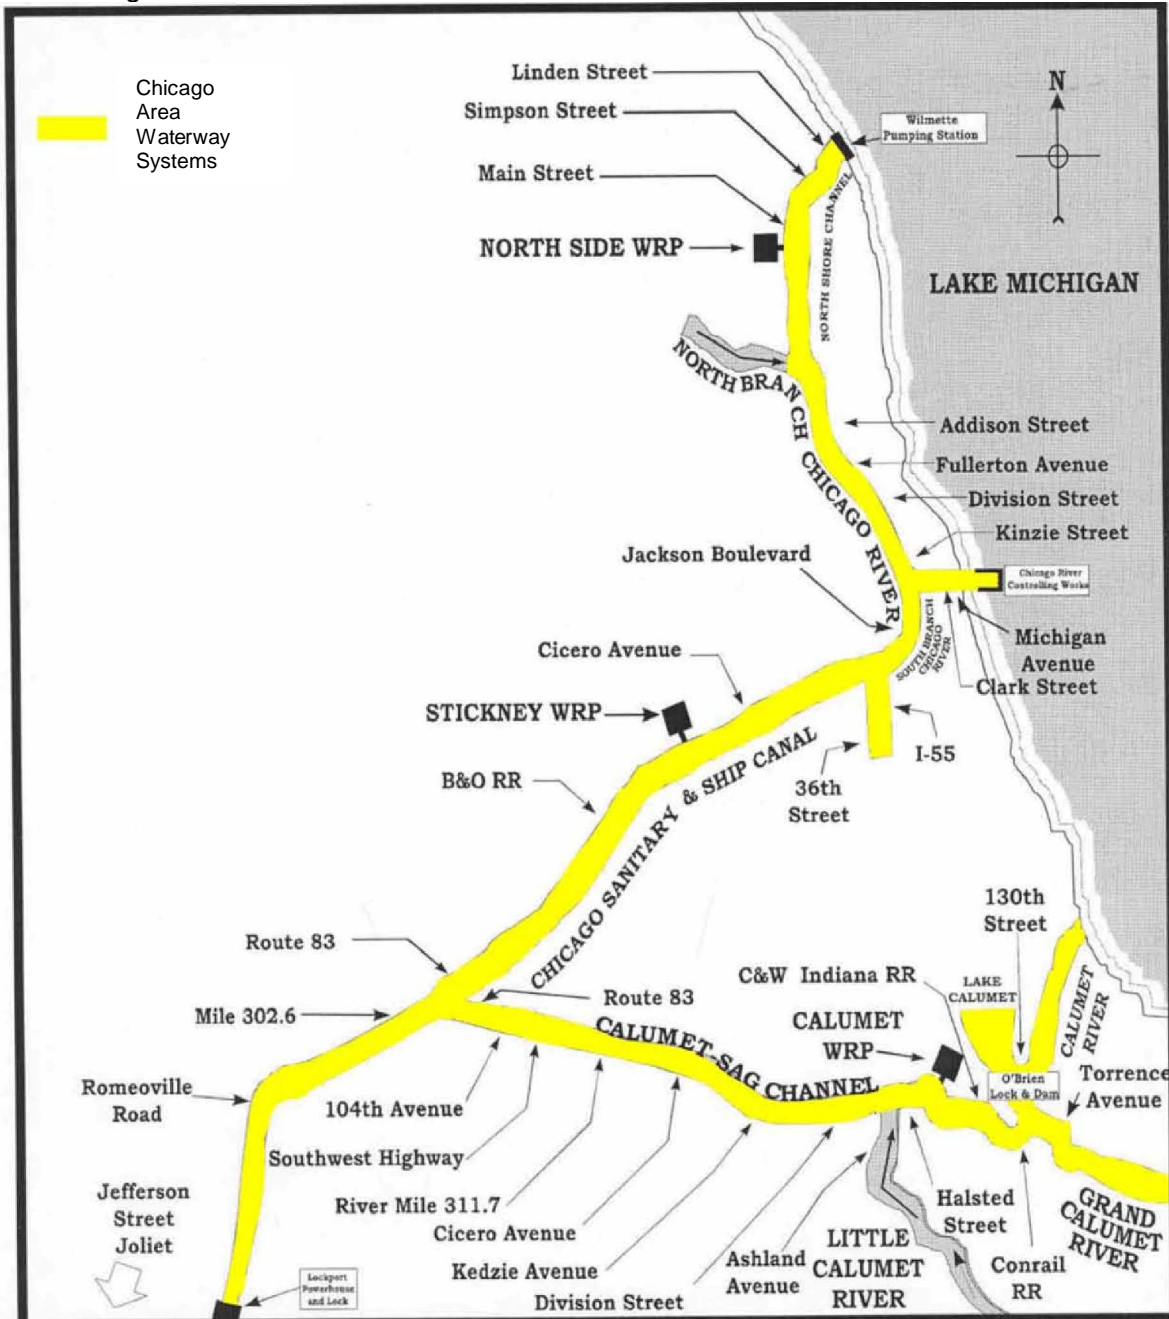 Chicago
Area
Waterway
Systems
Linden Street
Simpson Street
Main Street
NORTH SIDE WRP
Wilmette
Pumping Station
N
NORTH SHORE CHANNEL
LAKE MICHIGAN
NORTH BRANCH CHICAGO RIVER
Addison Street
Fullerton Avenue
Division Street
Kinzie Street
Jackson Boulevard
Chicago River
Controlling Works
SOUTH BRANCH
CHICAGO
RIVER
Michigan
Avenue
Clark Street
Cicero Avenue
STICKNEY WRP
I-55
36th
Street
B&O RR
CHICAGO SANITARY & SHIP CANAL
130th
Street
Route 83
C&W Indiana RR
LAKE
CALUMET
CALUMET
RIVER
Route 83
Mile 302.6
CALUMET
WRP
CALUMET-SAG CHANNEL
O'Brien
Lock & Dam
Torrence
Avenue
Romeoville
Road
104th Avenue
Southwest Highway
River Mile 311.7
Cicero Avenue
Kedzie Avenue
Division Street
Ashland
Avenue
LITTLE
CALUMET
RIVER
Halsted
Street
Conrail
RR
GRAND
CALUMET
RIVER
Jefferson
Street
Joliet
Lockport
Powerhouse
and Lock